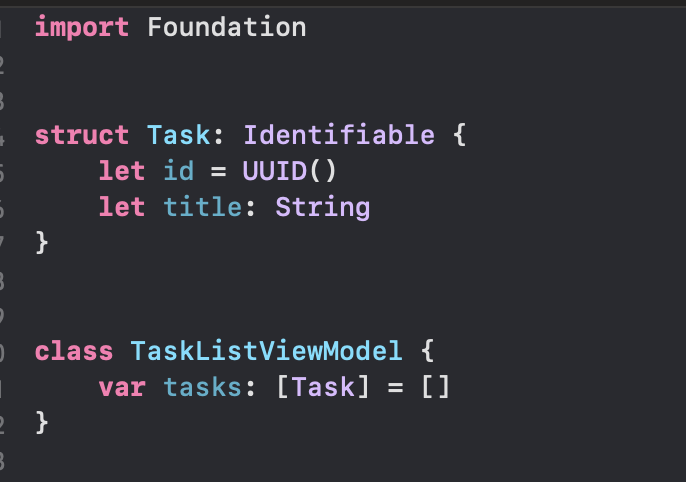 import Foundation
struct Task: Identifiable {
    let id = UUID()
    let title: String
}
class TaskListViewModel {
    var tasks: [Task] = []
}